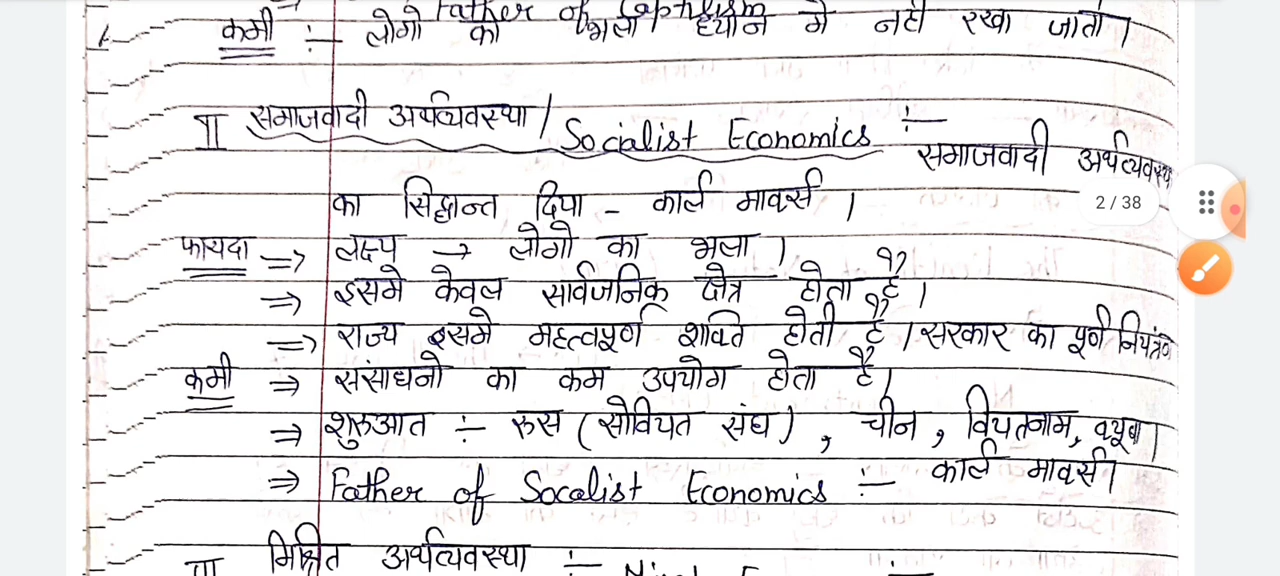 Father of Capitulism
कमी :- लोगो का भला ध्यान मे नही रखा जाता।
II समाजवादी अर्थव्यवस्था / Socialist Economics :- समाजवादी अर्थव्यवस्था
का सिद्धान्त दिया - कार्ल मार्क्स।
2 / 38
फायदा => लक्ष्य → लोगो का भला।
=> इसमे केवल सार्वजनिक क्षेत्र होता है।
=> राज्य इसमे महत्वपूर्ण शक्ति होती है। सरकार का पूर्ण नियंत्रण
कमी => संसाधनो का कम उपयोग होता है।
=> शुरुआत :- रुस (सोवियत संघ), चीन, वियतनाम, क्यूबा।
=> Father of Socalist Economics :- कार्ल मार्क्स।
III मिश्रित अर्थव्यवस्था :-